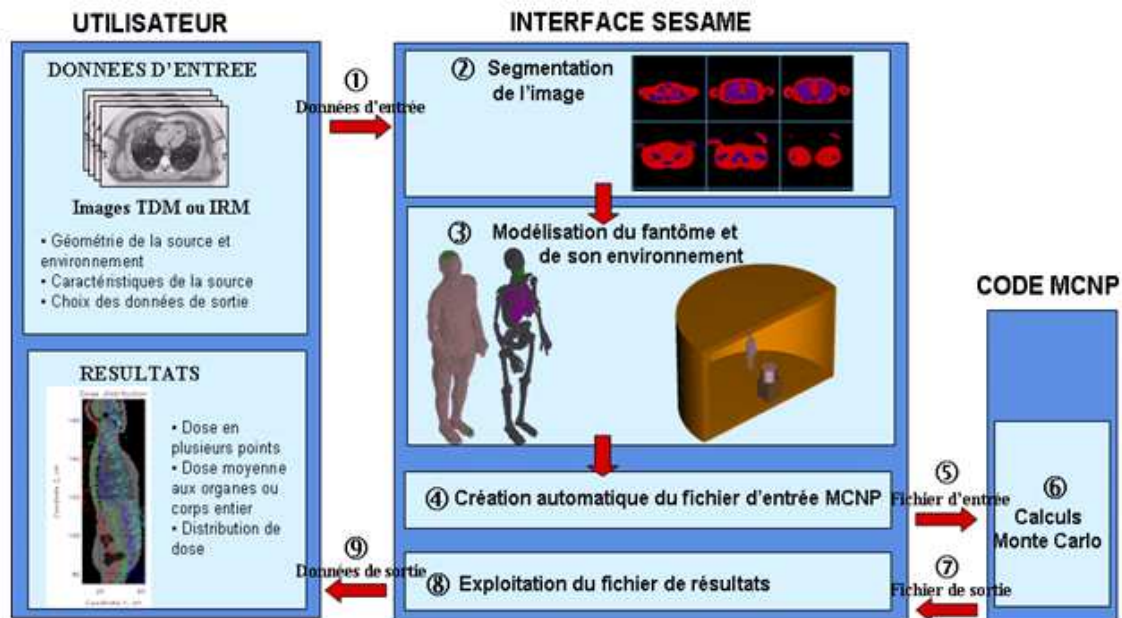 UTILISATEUR
DONNEES D'ENTREE
Images TDM ou IRM
• Géométrie de la source et
environnement
• Caractéristiques de la source
• Choix des données de sortie
①
Données d'entrée
INTERFACE SESAME
② Segmentation
de l'image
③ Modélisation du fantôme et
de son environnement
④ Création automatique du fichier d'entrée MCNP
⑤
Fichier d'entrée
CODE MCNP
⑥
Calculs
Monte Carlo
⑦
Fichier de sortie
⑧ Exploitation du fichier de résultats
⑨
Données de sortie
RESULTATS
• Dose en
plusieurs points
• Dose moyenne
aux organes ou
corps entier
• Distribution de
dose